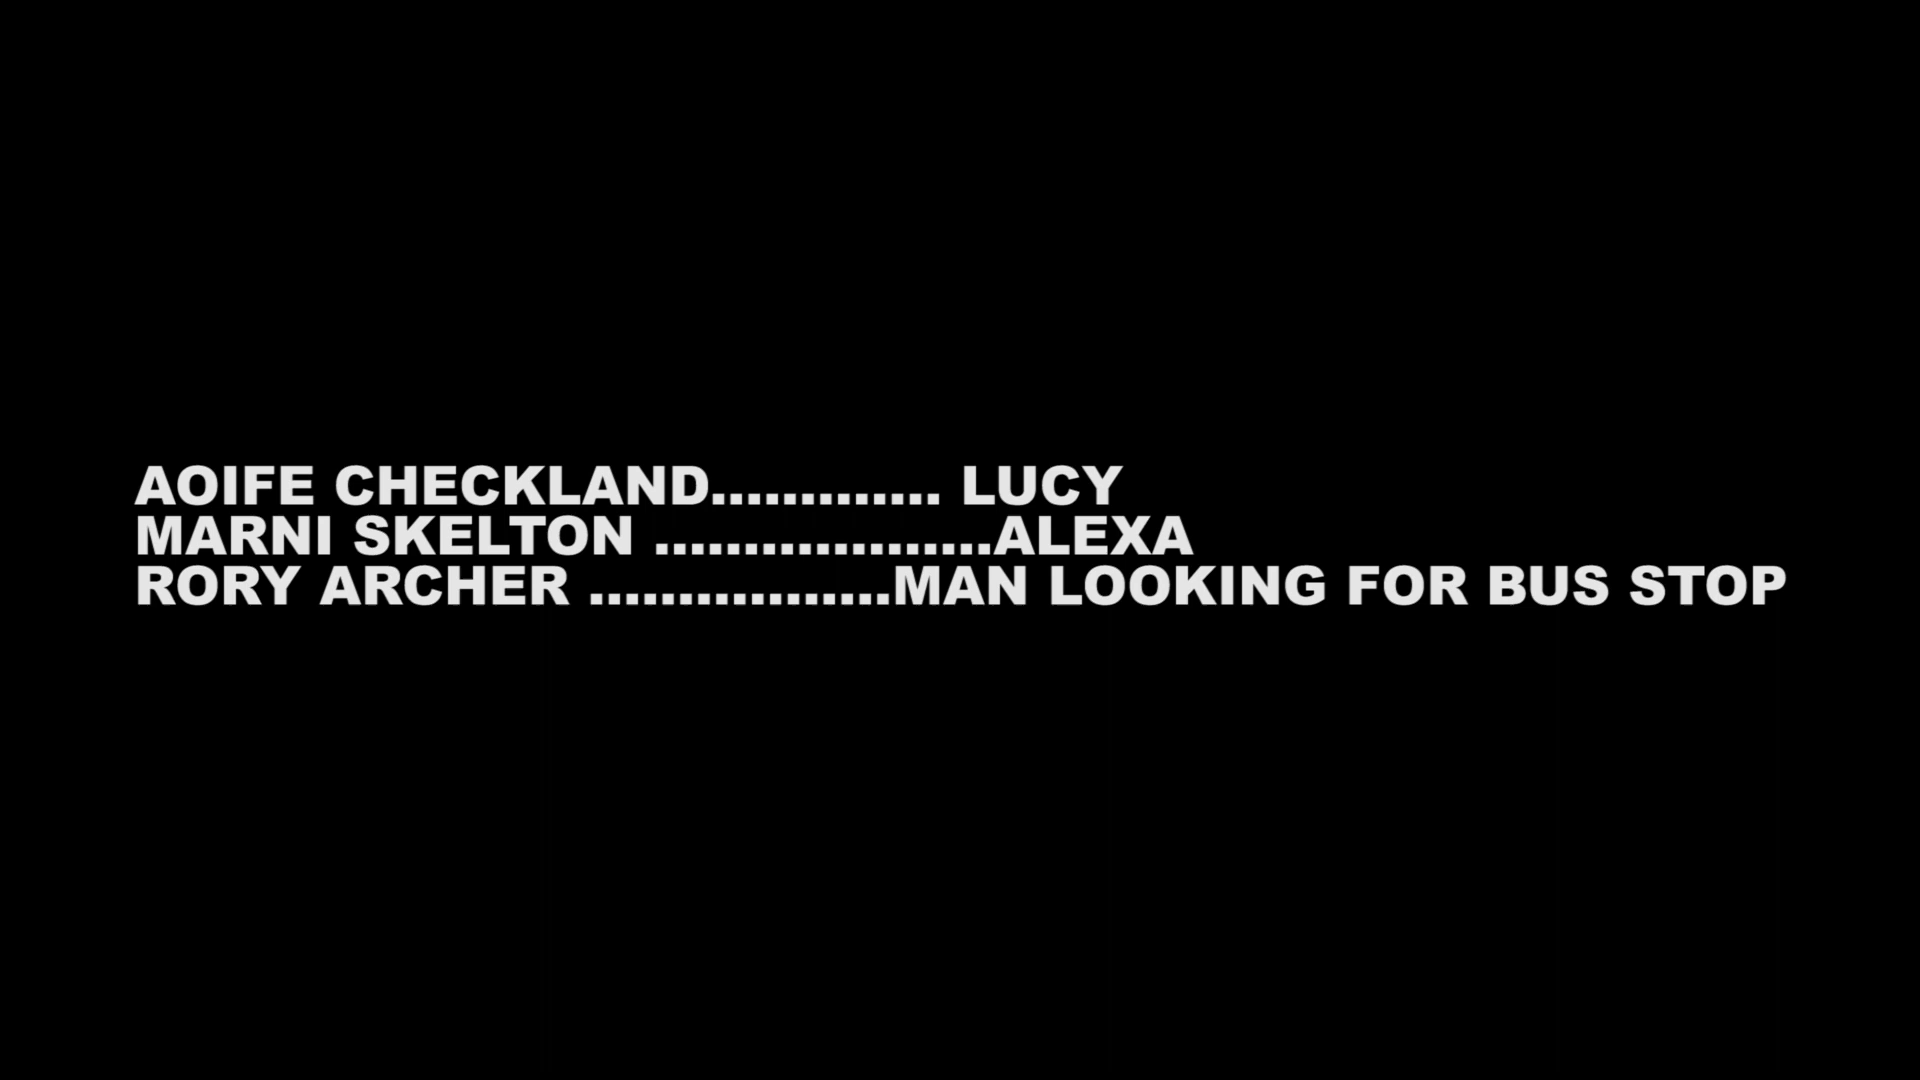 AOIFE CHECKLAND............. LUCY
MARNI SKELTON ...................ALEXA
RORY ARCHER .................MAN LOOKING FOR BUS STOP